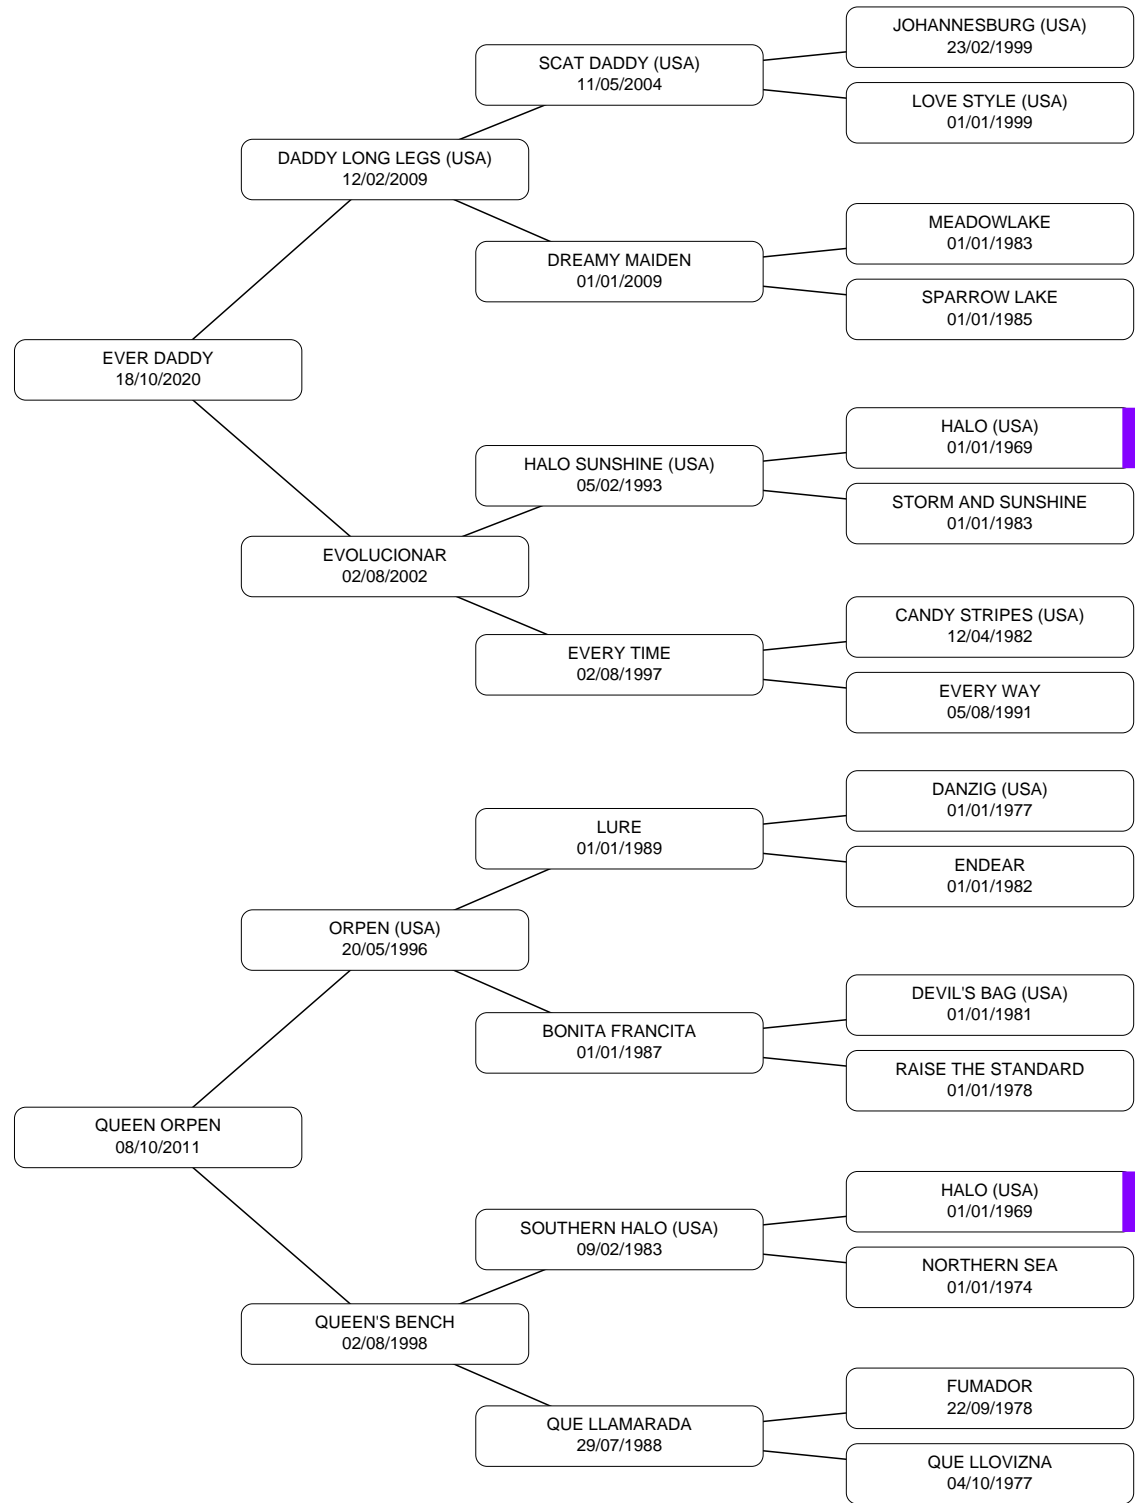 JOHANNESBURG (USA)
23/02/1999
SCAT DADDY (USA)
11/05/2004
LOVE STYLE (USA)
01/01/1999
DADDY LONG LEGS (USA)
12/02/2009
MEADOWLAKE
01/01/1983
DREAMY MAIDEN
01/01/2009
SPARROW LAKE
01/01/1985
EVER DADDY
18/10/2020
HALO (USA)
01/01/1969
HALO SUNSHINE (USA)
05/02/1993
STORM AND SUNSHINE
01/01/1983
EVOLUCIONAR
02/08/2002
CANDY STRIPES (USA)
12/04/1982
EVERY TIME
02/08/1997
EVERY WAY
05/08/1991
DANZIG (USA)
01/01/1977
LURE
01/01/1989
ENDEAR
01/01/1982
ORPEN (USA)
20/05/1996
DEVIL'S BAG (USA)
01/01/1981
BONITA FRANCITA
01/01/1987
RAISE THE STANDARD
01/01/1978
QUEEN ORPEN
08/10/2011
HALO (USA)
01/01/1969
SOUTHERN HALO (USA)
09/02/1983
NORTHERN SEA
01/01/1974
QUEEN'S BENCH
02/08/1998
FUMADOR
22/09/1978
QUE LLAMARADA
29/07/1988
QUE LLOVIZNA
04/10/1977